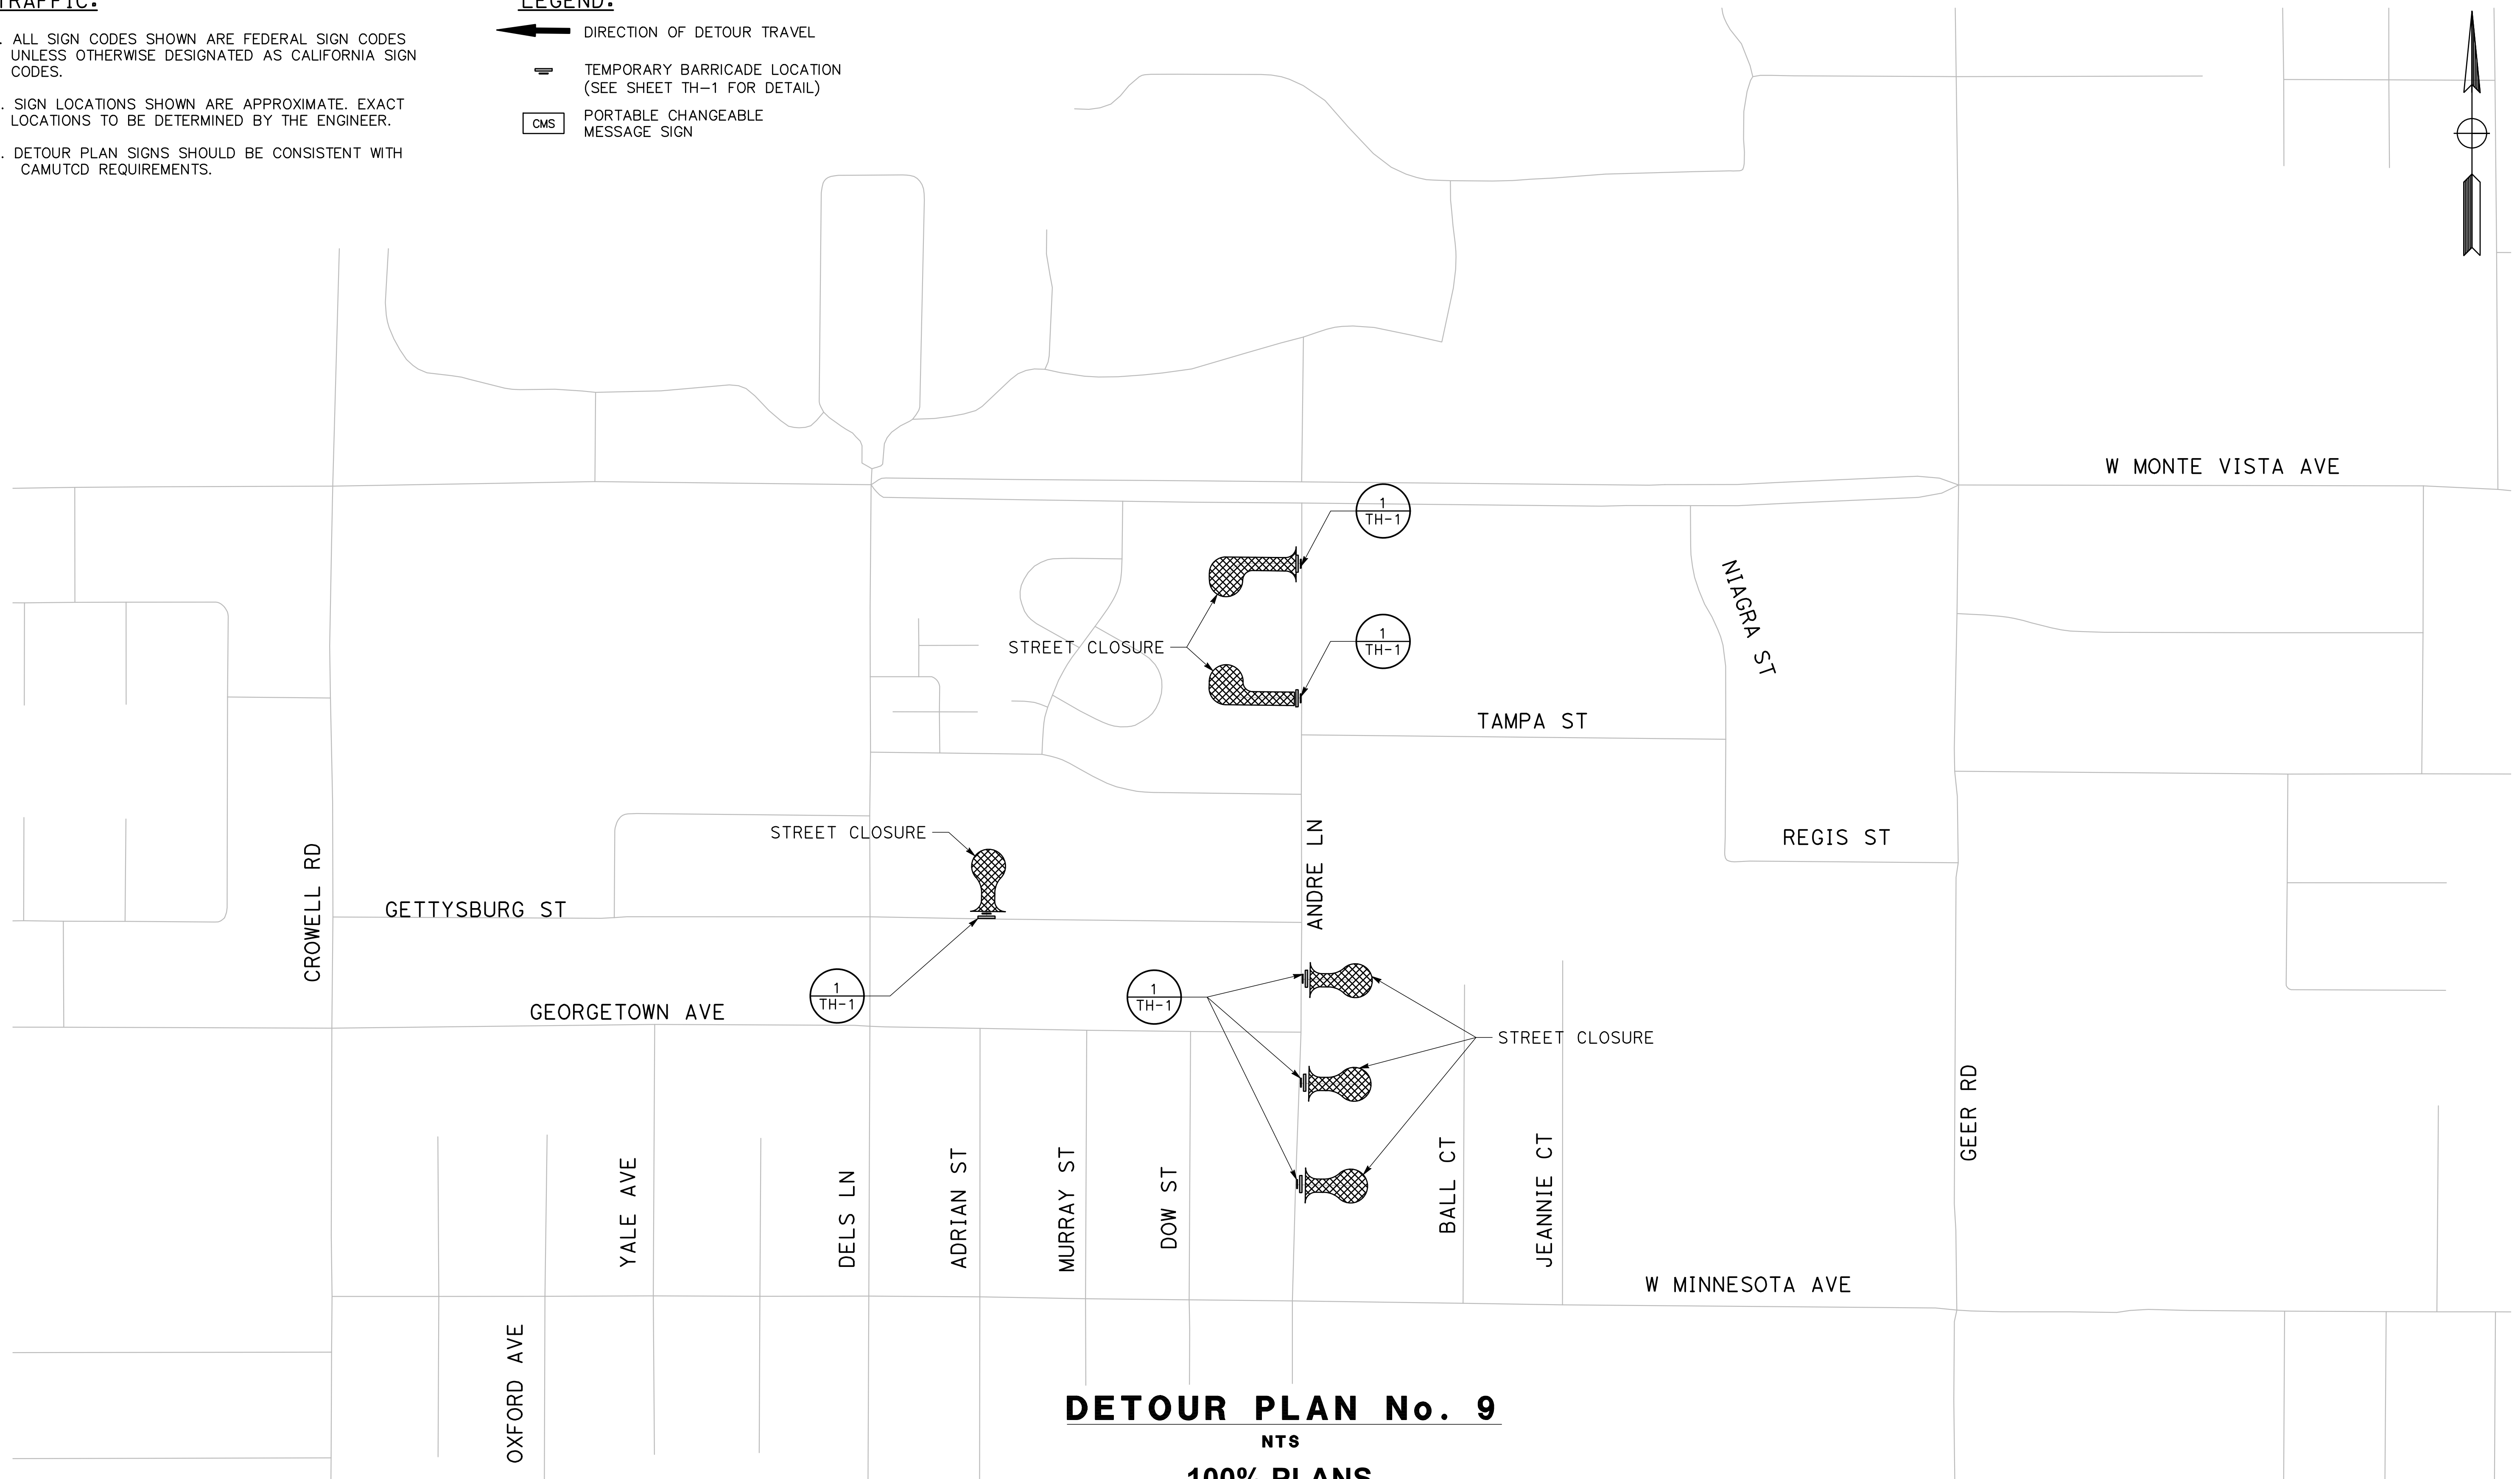 TRAFFIC:
. ALL SIGN CODES SHOWN ARE FEDERAL SIGN CODES
UNLESS OTHERWISE DESIGNATED AS CALIFORNIA SIGN
CODES.
. SIGN LOCATIONS SHOWN ARE APPROXIMATE. EXACT
LOCATIONS TO BE DETERMINED BY THE ENGINEER.
. DETOUR PLAN SIGNS SHOULD BE CONSISTENT WITH
CAMUTCD REQUIREMENTS.
LEGEND:
DIRECTION OF DETOUR TRAVEL
TEMPORARY BARRICADE LOCATION
(SEE SHEET TH-1 FOR DETAIL)
CMS
PORTABLE CHANGEABLE
MESSAGE SIGN
W MONTE VISTA AVE
1
TH-1
NIAGRA ST
STREET CLOSURE
1
TH-1
TAMPA ST
STREET CLOSURE
ANDRE LN
REGIS ST
CROWELL RD
GETTYSBURG ST
1
TH-1
1
TH-1
GEORGETOWN AVE
STREET CLOSURE
GEER RD
YALE AVE
DELS LN
ADRIAN ST
MURRAY ST
DOW ST
BALL CT
JEANNIE CT
W MINNESOTA AVE
OXFORD AVE
DETOUR PLAN No. 9
NTS
100% PLANS